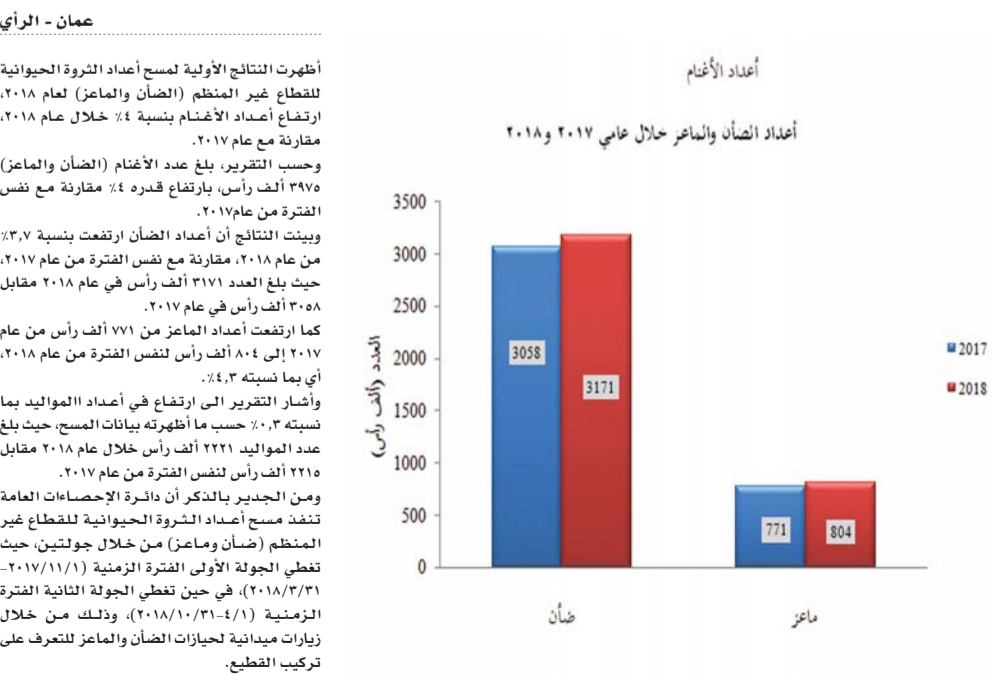 عمان - الرأي
أظهرت النتائج الأولية لمسح أعداد الثروة الحيوانية
للقطاع غير المنظم (الضأن والماعز) لعام ٢٠١٨،
ارتفاع أعداد الأغنام بنسبة ٤٪ خلال عام ٢٠١٨،
مقارنة مع عام ٢٠١٧.
وحسب التقرير، بلغ عدد الأغنام (الضأن والماعز)
٣٩٧٥ ألف رأس، بارتفاع قدره ٤٪ مقارنة مع نفس
الفترة من عام٢٠١٧.
وبينت النتائج أن أعداد الضأن ارتفعت بنسبة ٣,٧٪
من عام ٢٠١٨، مقارنة مع نفس الفترة من عام ٢٠١٧،
حيث بلغ العدد ٣١٧١ ألف رأس في عام ٢٠١٨ مقابل
٣٠٥٨ ألف رأس في عام ٢٠١٧.
كما ارتفعت أعداد الماعز من ٧٧١ ألف رأس من عام
٢٠١٧ إلى ٨٠٤ ألف رأس لنفس الفترة من عام ٢٠١٨،
أي بما نسبته ٤,٣٪.
وأشار التقرير الى ارتفاع في أعداد االمواليد بما
نسبته ٠,٣٪ حسب ما أظهرته بيانات المسح، حيث بلغ
عدد المواليد ٢٢٢١ ألف رأس خلال عام ٢٠١٨ مقابل
٢٢١٥ ألف رأس لنفس الفترة من عام ٢٠١٧.
ومن الجدير بالذكر أن دائرة الإحصاءات العامة
تنفذ مسح أعداد الثروة الحيوانية للقطاع غير
المنظم (ضأن وماعز) من خلال جولتين، حيث
تغطي الجولة الأولى الفترة الزمنية (٢٠١٧/١١/١-
٢٠١٨/٣/٣١)، في حين تغطي الجولة الثانية الفترة
الزمنية (٤/١-٢٠١٨/١٠/٣١)، وذلك من خلال
زيارات ميدانية لحيازات الضأن والماعز للتعرف على
تركيب القطيع.
أعداد الأغنام
أعداد الضأن والماعز خلال عامي ٢٠١٧ و٢٠١٨
العدد (ألف رأس)
3500
3000
2500
2000
1500
1000
500
0
3058
3171
771
804
ضأن
ماعز
2017
2018